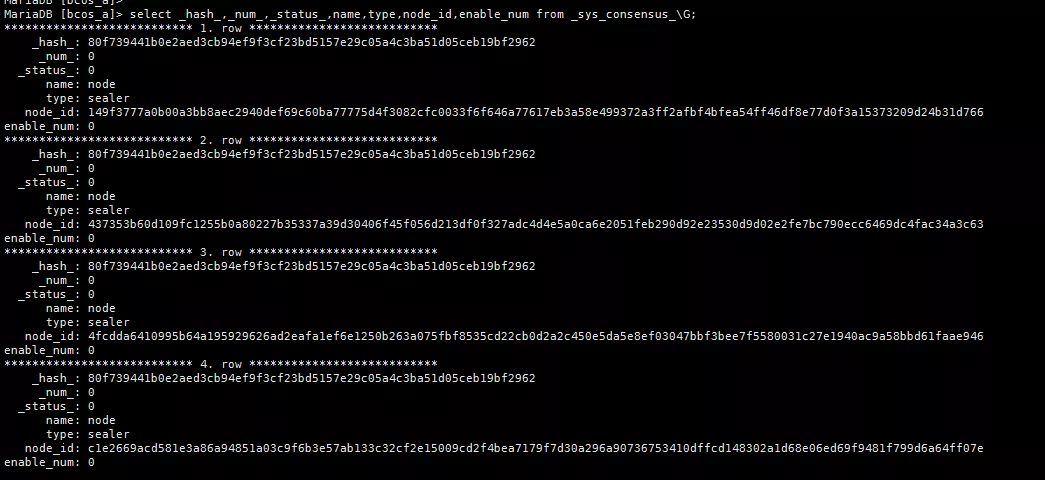 MariaDB [bcos_a]>
MariaDB [bcos_a]> select _hash_,_num_,_status_,name,type,node_id,enable_num from _sys_consensus_\G;
*************************** 1. row ***************************
_hash_: 80f739441b0e2aed3cb94ef9f3cf23bd5157e29c05a4c3ba51d05ceb19bf2962
_num_: 0
_status_: 0
name: node
type: sealer
node_id: 149f3777a0b00a3bb8aec2940def69c60ba77775d4f3082cfc0033f6f646a77617eb3a58e499372a3ff2afbf4bfea54ff46df8e77d0f3a15373209d24b31d766
enable_num: 0
*************************** 2. row ***************************
_hash_: 80f739441b0e2aed3cb94ef9f3cf23bd5157e29c05a4c3ba51d05ceb19bf2962
_num_: 0
_status_: 0
name: node
type: sealer
node_id: 437353b60d109fc1255b0a80227b35337a39d30406f45f056d213df0f327adc4d4e5a0ca6e2051feb290d92e23530d9d02e2fe7bc790ecc6469dc4fac34a3c63
enable_num: 0
*************************** 3. row ***************************
_hash_: 80f739441b0e2aed3cb94ef9f3cf23bd5157e29c05a4c3ba51d05ceb19bf2962
_num_: 0
_status_: 0
name: node
type: sealer
node_id: 4fcdda6410995b64a195929626ad2eafa1ef6e1250b263a075fbf8535cd22cb0d2a2c450e5da5e8ef03047bbf3bee7f5580031c27e1940ac9a58bbd61faae946
enable_num: 0
*************************** 4. row ***************************
_hash_: 80f739441b0e2aed3cb94ef9f3cf23bd5157e29c05a4c3ba51d05ceb19bf2962
_num_: 0
_status_: 0
name: node
type: sealer
node_id: c1e2669acd581e3a86a94851a03c9f6b3e57ab133c32cf2e15009cd2f4bea7179f7d30a296a90736753410dffcd148302a1d68e06ed69f9481f799d6a64ff07e
enable_num: 0